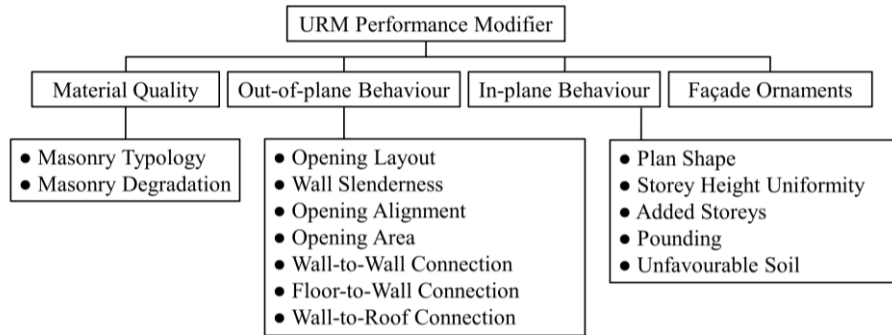 URM Performance Modifier
Material Quality
Out-of-plane Behaviour
In-plane Behaviour
Façade Ornaments
● Masonry Typology
● Masonry Degradation
● Opening Layout
● Wall Slenderness
● Opening Alignment
● Opening Area
● Wall-to-Wall Connection
● Floor-to-Wall Connection
● Wall-to-Roof Connection
● Plan Shape
● Storey Height Uniformity
● Added Storeys
● Pounding
● Unfavourable Soil